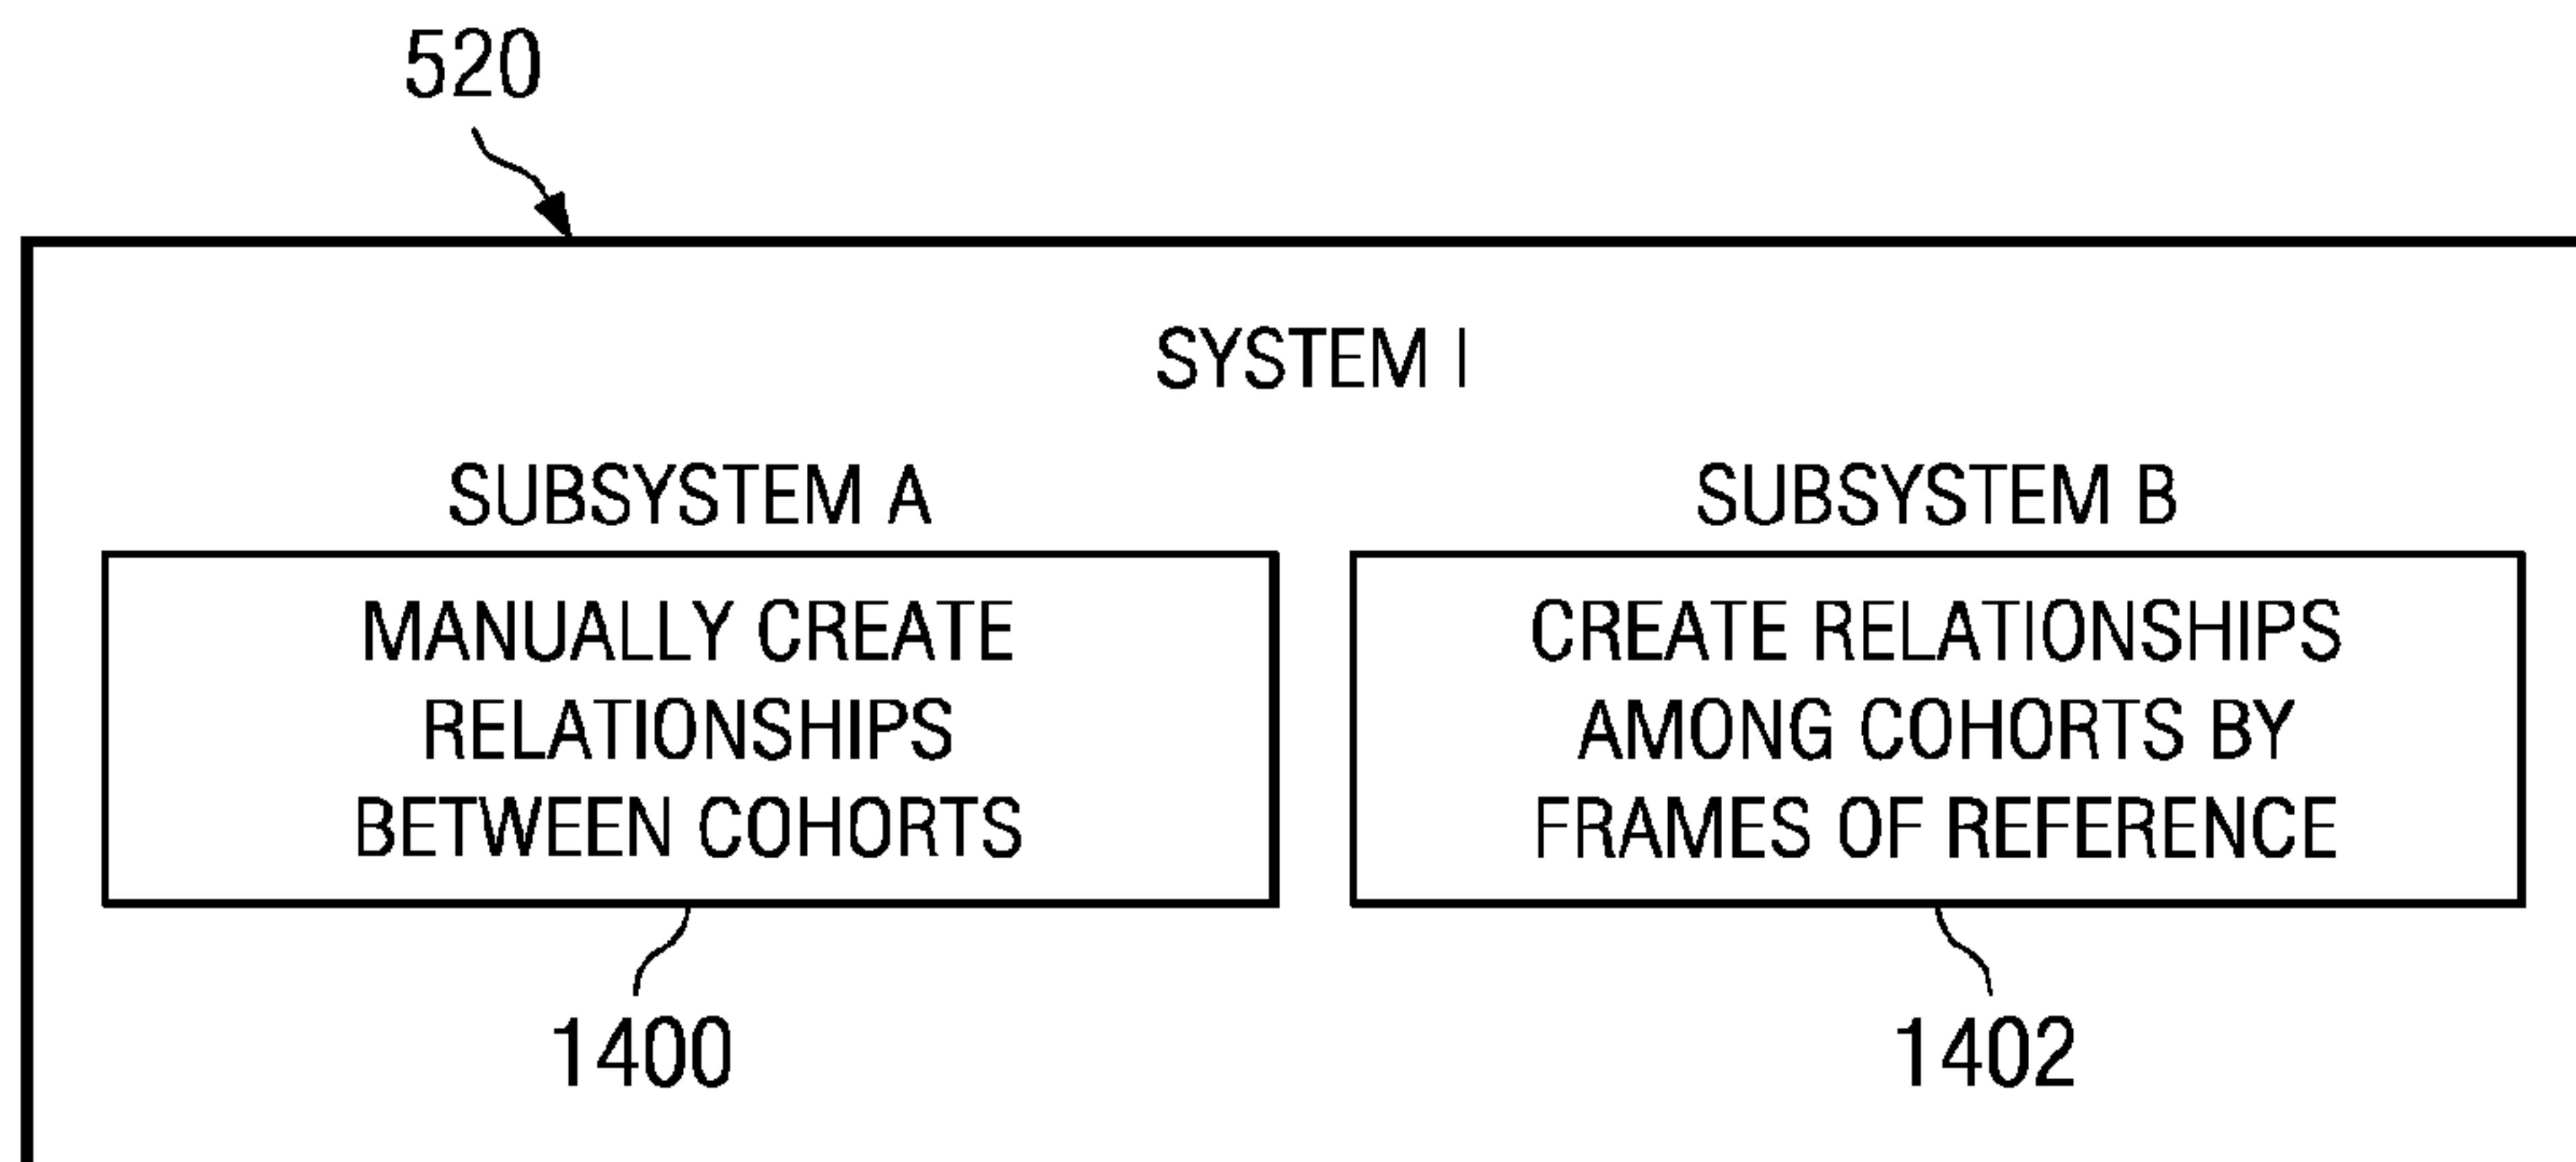 520
SYSTEM I
SUBSYSTEM A
MANUALLY CREATE
RELATIONSHIPS
BETWEEN COHORTS
1400
SUBSYSTEM B
CREATE RELATIONSHIPS
AMONG COHORTS BY
FRAMES OF REFERENCE
1402